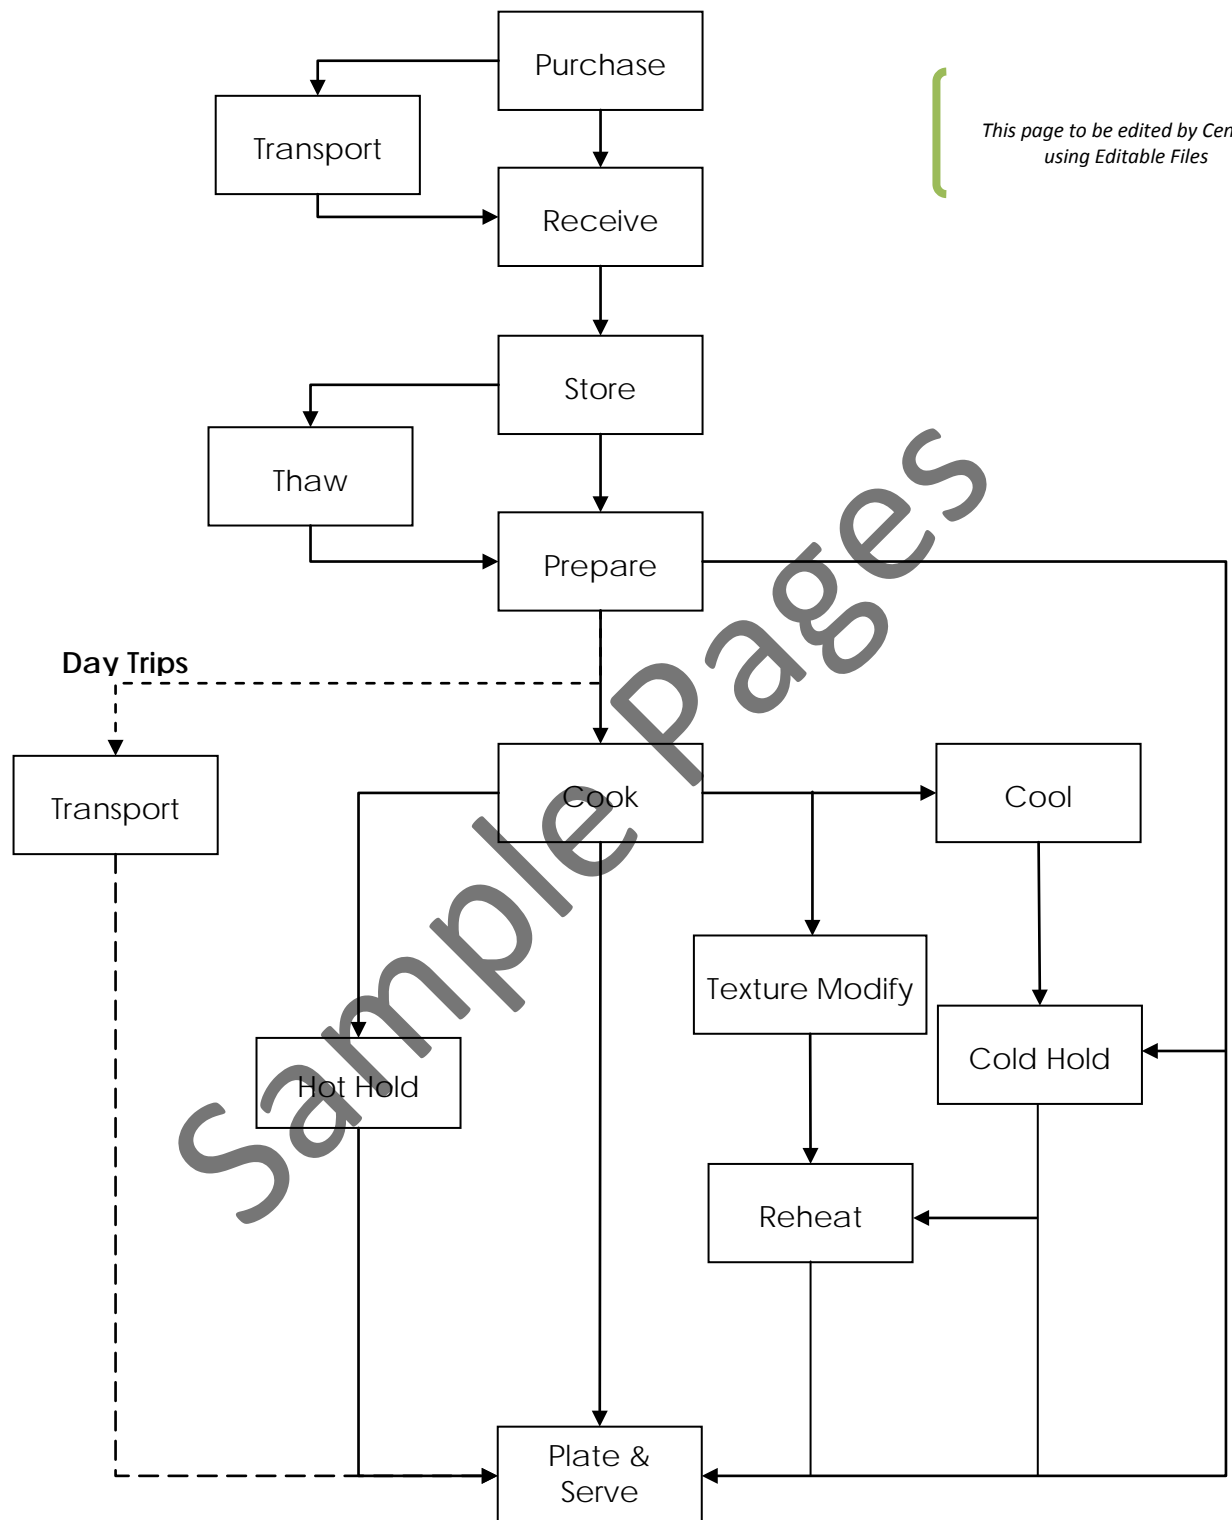 Purchase
This page to be edited by Cen
using Editable Files
Transport
Receive
Store
Thaw
Prepare
Day Trips
Transport
Cook
Cool
Texture Modify
Cold Hold
Hot Hold
Reheat
Plate &
Serve
Sample Pages